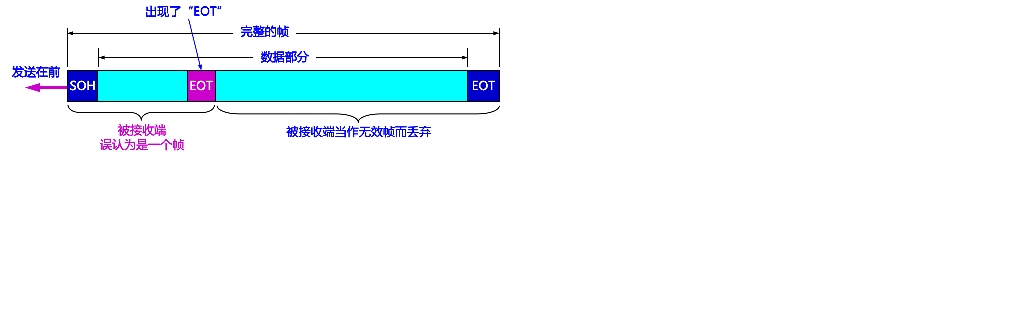 出现了“EOT”
完整的帧
数据部分
发送在前
SOH
EOT
EOT
被接收端
误认为是一个帧
被接收端当作无效帧而丢弃